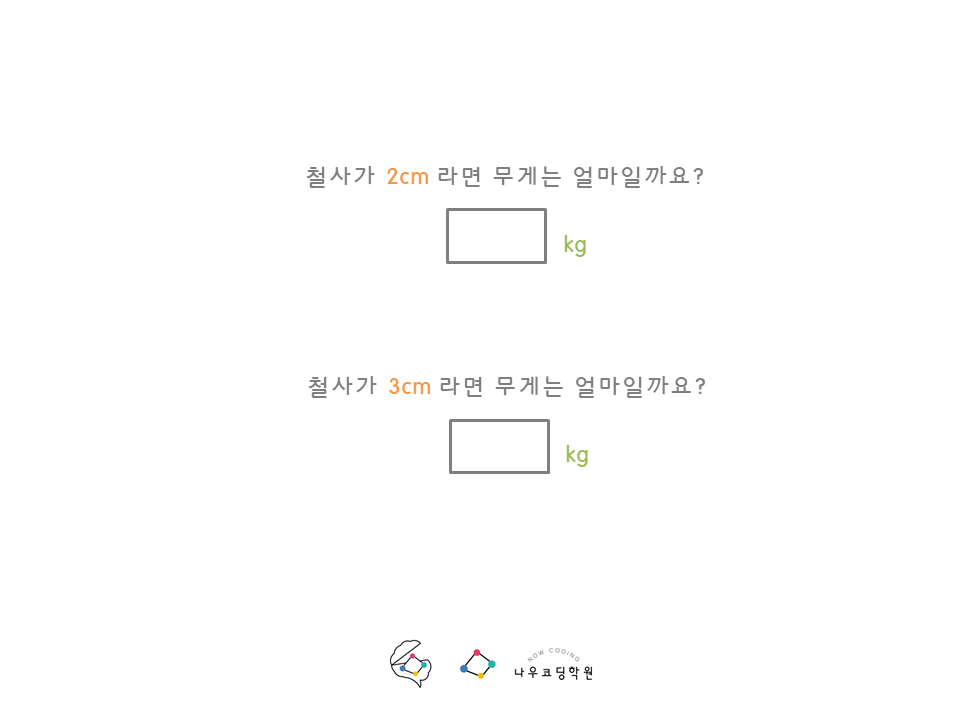 철사가 2cm 라면 무게는 얼마일까요?
kg
철사가 3cm 라면 무게는 얼마일까요?
kg
NOW CODING
나우코딩학원